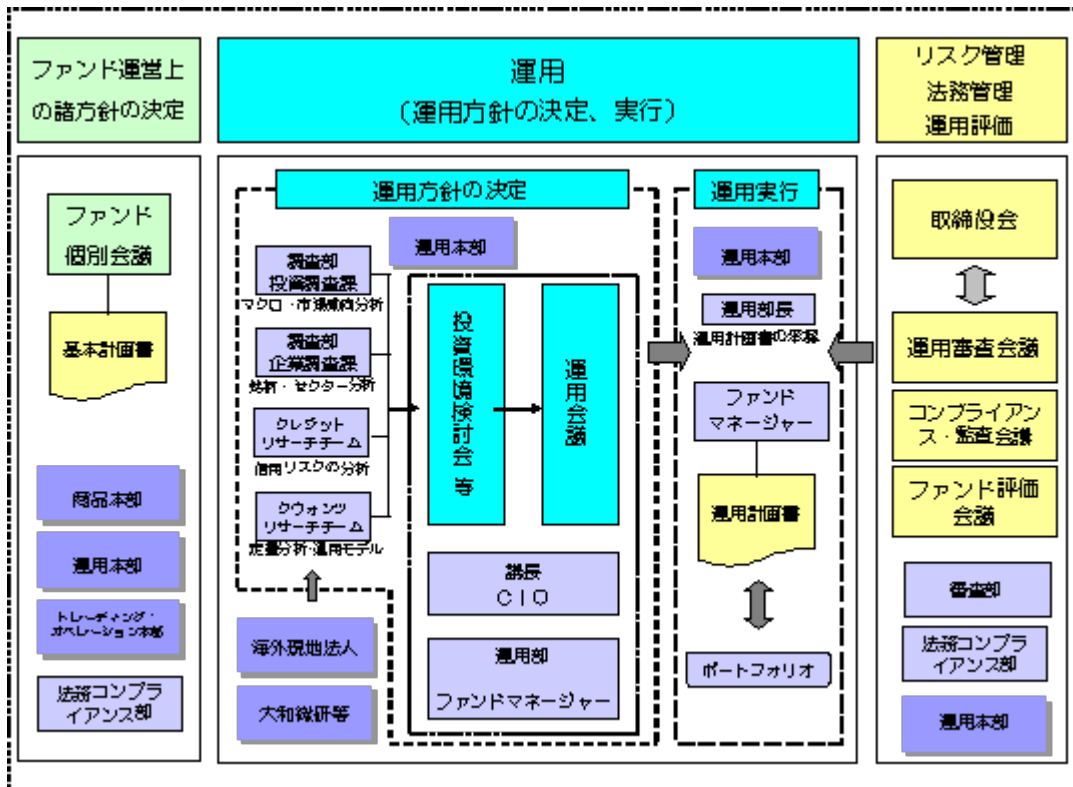 ファンド運営上
の諸方針の決定
ファンド
個別会議
基本計画書
商品本部
運用本部
トレーディング・
オペレーション本部
法務コンプラ
イアンス部
運用
(運用方針の決定、実行)
運用方針の決定
運用本部
調査部
投資調査課
マクロ・市場動向分析
調査部
企業調査課
銘柄・セクター分析
クレジット
リサーチチーム
信用リスクの分析
クウォンツ
リサーチチーム
定量分析・運用モデル
海外現地法人
大和総研等
投資環境検討会 等
運用会議
議長
CIO
運用部
ファンドマネージャー
運用実行
運用本部
運用部長
運用計画書の承認
ファンド
マネージャー
運用計画書
ポートフォリオ
リスク管理
法務管理
運用評価
取締役会
運用審査会議
コンプライアン
ス・監査会議
ファンド評価
会議
審査部
法務コンプラ
イアンス部
運用本部